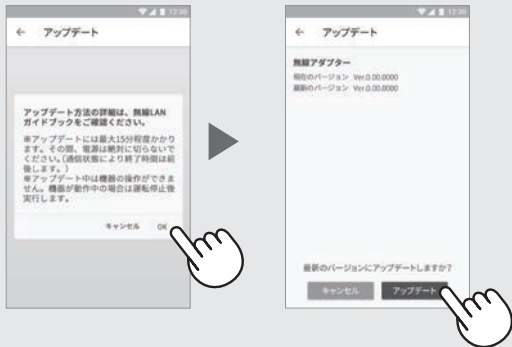 12:30
← アップデート
アップデート方法の詳細は、無線LAN
ガイドブックをご確認ください。
※アップデートには最大15分程度かかり
ます。その間、電源は絶対に切らないで
ください。(通信状態により終了時間は前
後します。)
※アップデート中は機器の操作ができま
せん。機器が動作中の場合は運転停止後
実行します。
キャンセル OK
12:30
← アップデート
無線アダプター
現在のバージョン Ver.0.00.0000
最新のバージョン Ver.0.00.0000
最新のバージョンにアップデートしますか?
キャンセル アップデート